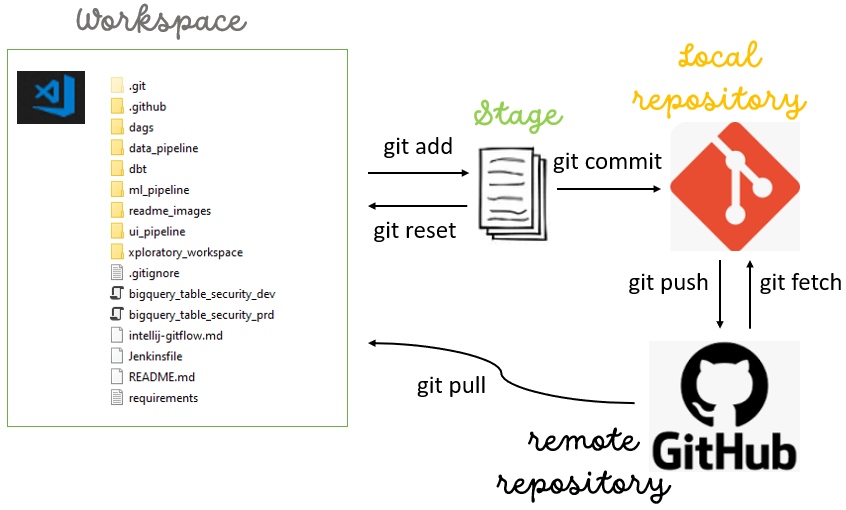 Workspace
.git
.github
dags
data_pipeline
dbt
ml_pipeline
readme_images
ui_pipeline
xploratory_workspace
.gitignore
bigquery_table_security_dev
bigquery_table_security_prd
intellij-gitflow.md
Jenkinsfile
README.md
requirements
git add
git reset
Stage
git commit
Local
repository
git push
git fetch
git pull
remote
repository
GitHub